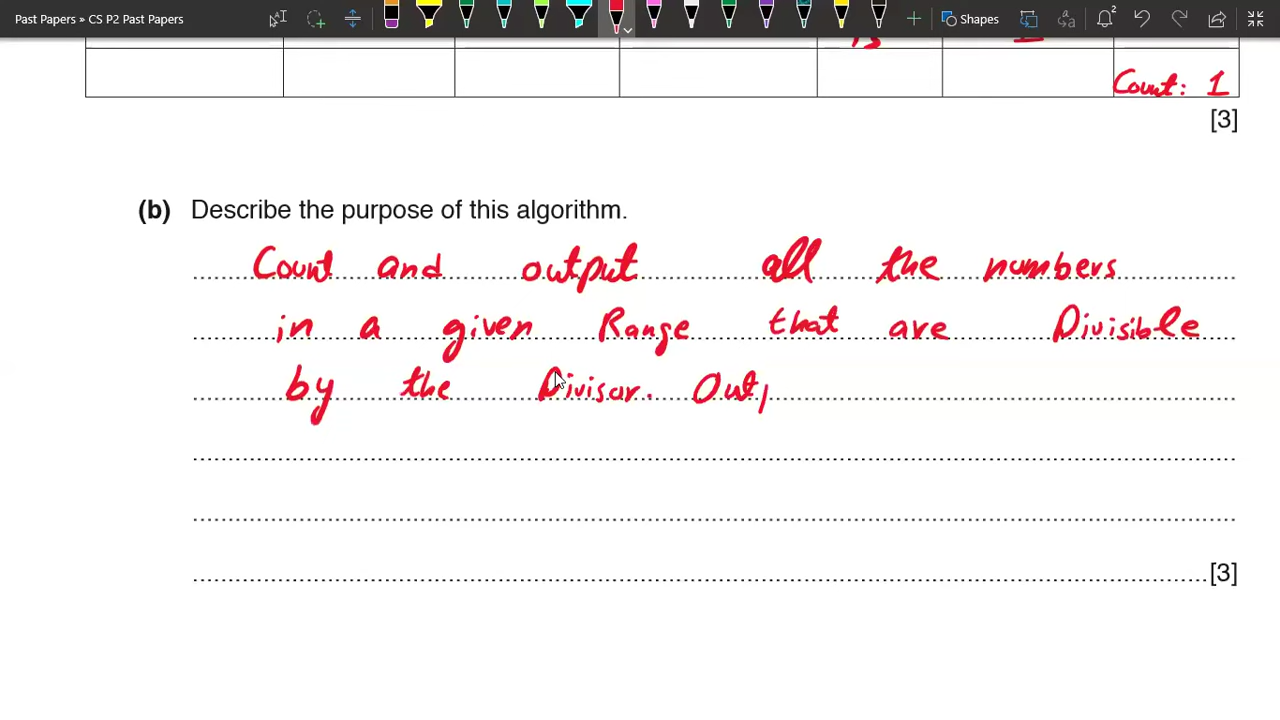 Past Papers » CS P2 Past Papers
Shapes
2
Count: 1
[3]
(b) Describe the purpose of this algorithm.
Count and output all the numbers
in a given Range that are Divisible
by the Divisor. Out
[3]